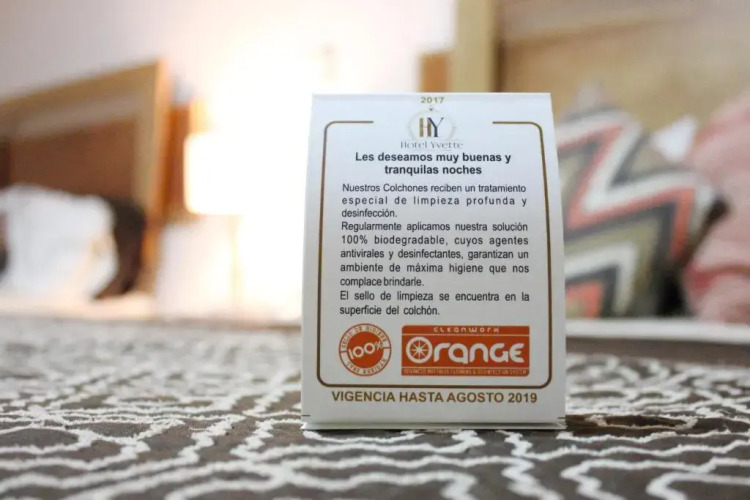 2017
HY
Hotel Yvette
Les deseamos muy buenas y
tranquilas noches
Nuestros Colchones reciben un tratamiento
especial de limpieza profunda y
desinfección.
Regularmente aplicamos nuestra solución
100% biodegradable, cuyos agentes
antivirales y desinfectantes, garantizan un
ambiente de máxima higiene que nos
complace brindarle.
El sello de limpieza se encuentra en la
superficie del colchón.
100%
CLEANWORK
ORANGE
VIGENCIA HASTA AGOSTO 2019